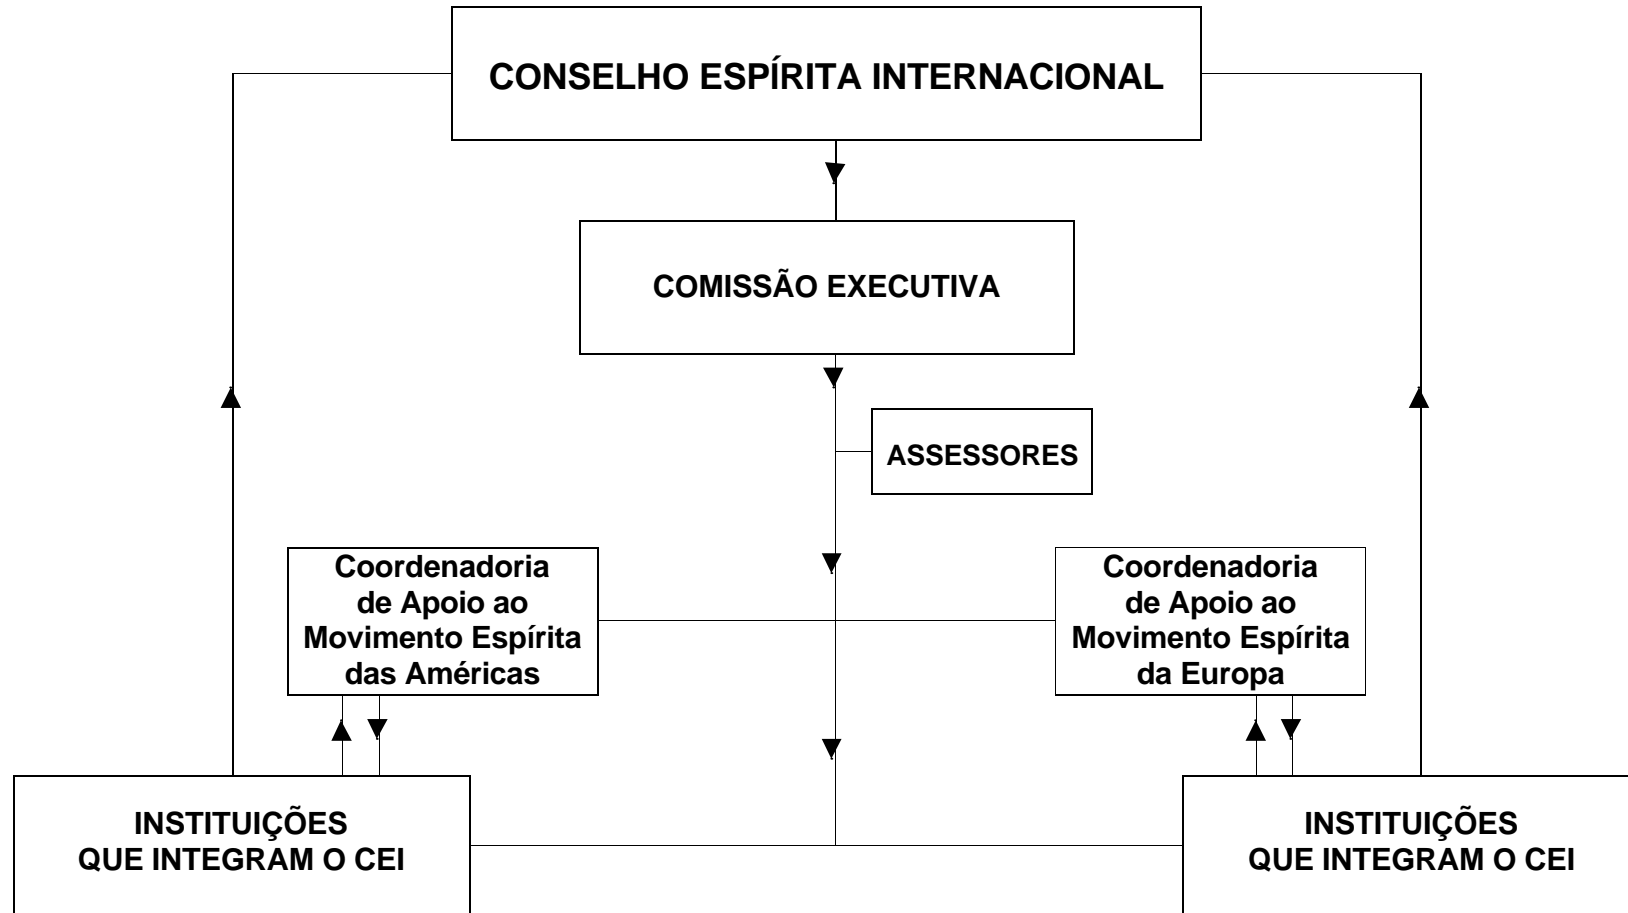 CONSELHO ESPÍRITA INTERNACIONAL
COMISSÃO EXECUTIVA
ASSESSORES
Coordenadoria
de Apoio ao
Movimento Espírita
das Américas
Coordenadoria
de Apoio ao
Movimento Espírita
da Europa
INSTITUIÇÕES
QUE INTEGRAM O CEI
INSTITUIÇÕES
QUE INTEGRAM O CEI